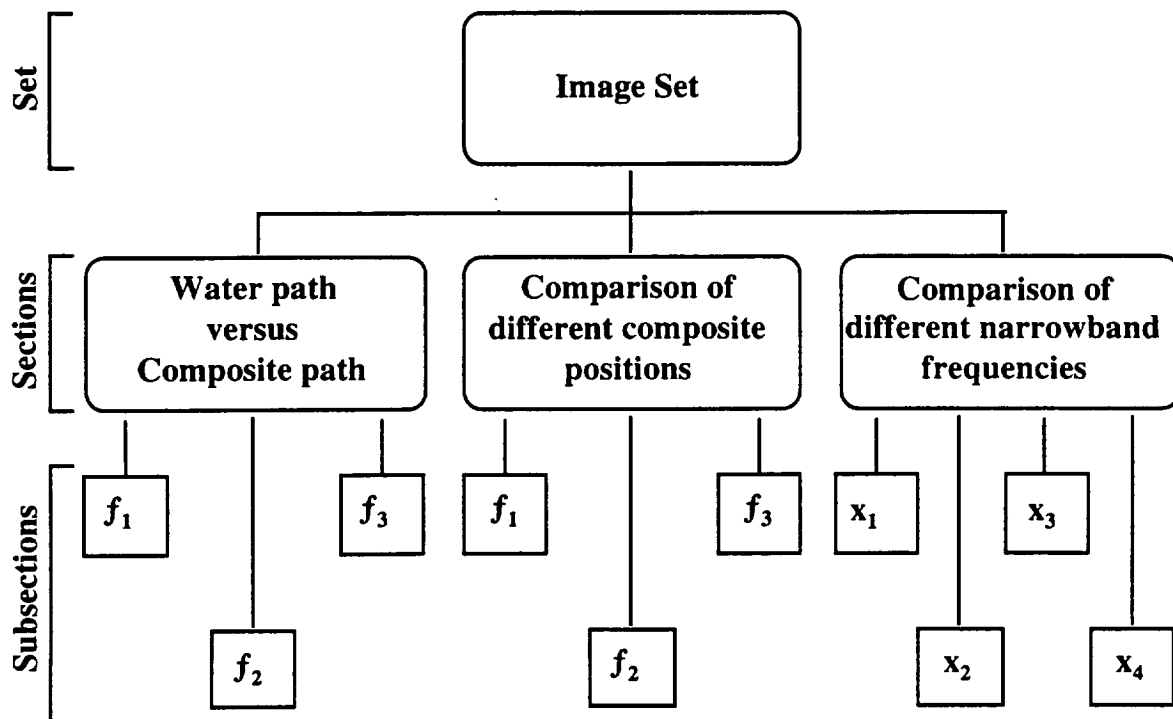 Set
Image Set
Sections
Water path
versus
Composite path
Comparison of
different composite
positions
Comparison of
different narrowband
frequencies
Subsections
f₁
f₃
f₁
f₃
x₁
x₃
f₂
f₂
x₂
x₄